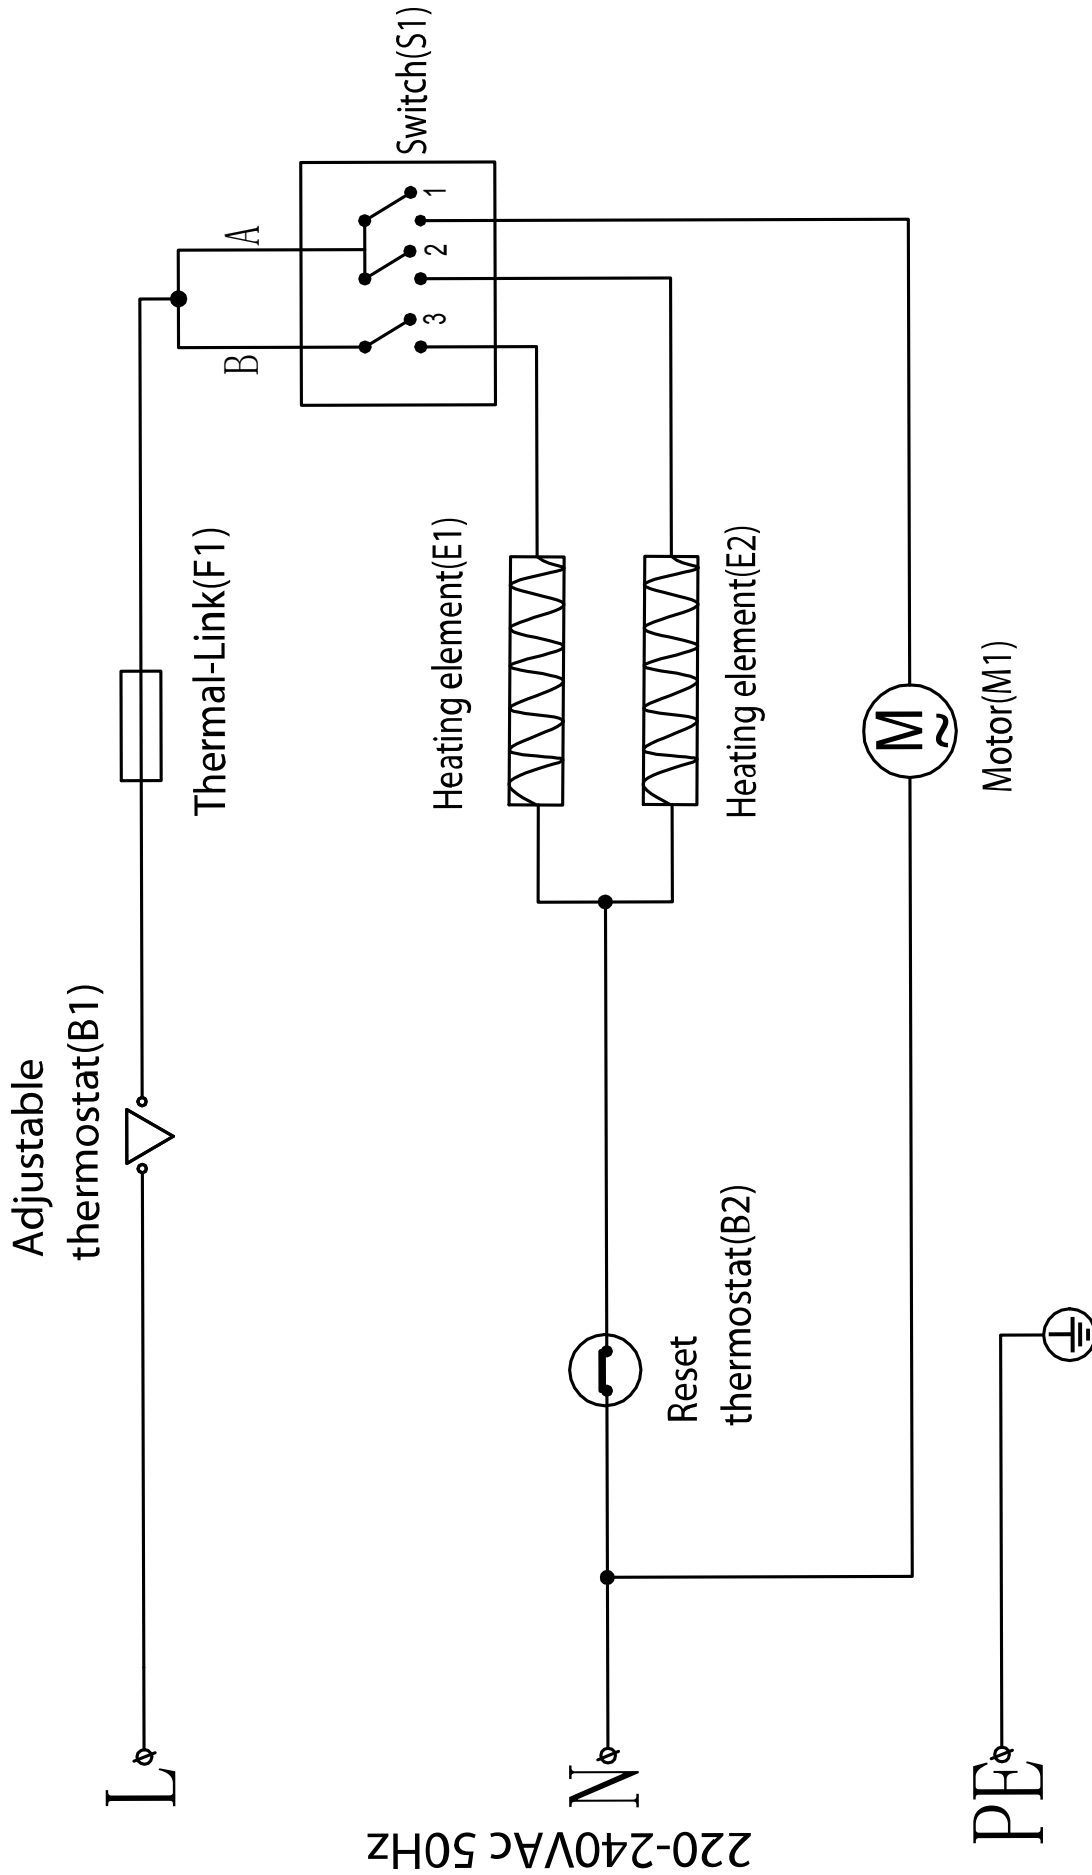 Adjustable
thermostat(B1)
Thermal-Link(F1)
A
B
Switch(S1)
1
2
3
Heating element(E1)
Heating element(E2)
M
~
Motor(M1)
Reset
thermostat(B2)
L
N
PE
220-240VAc 50Hz